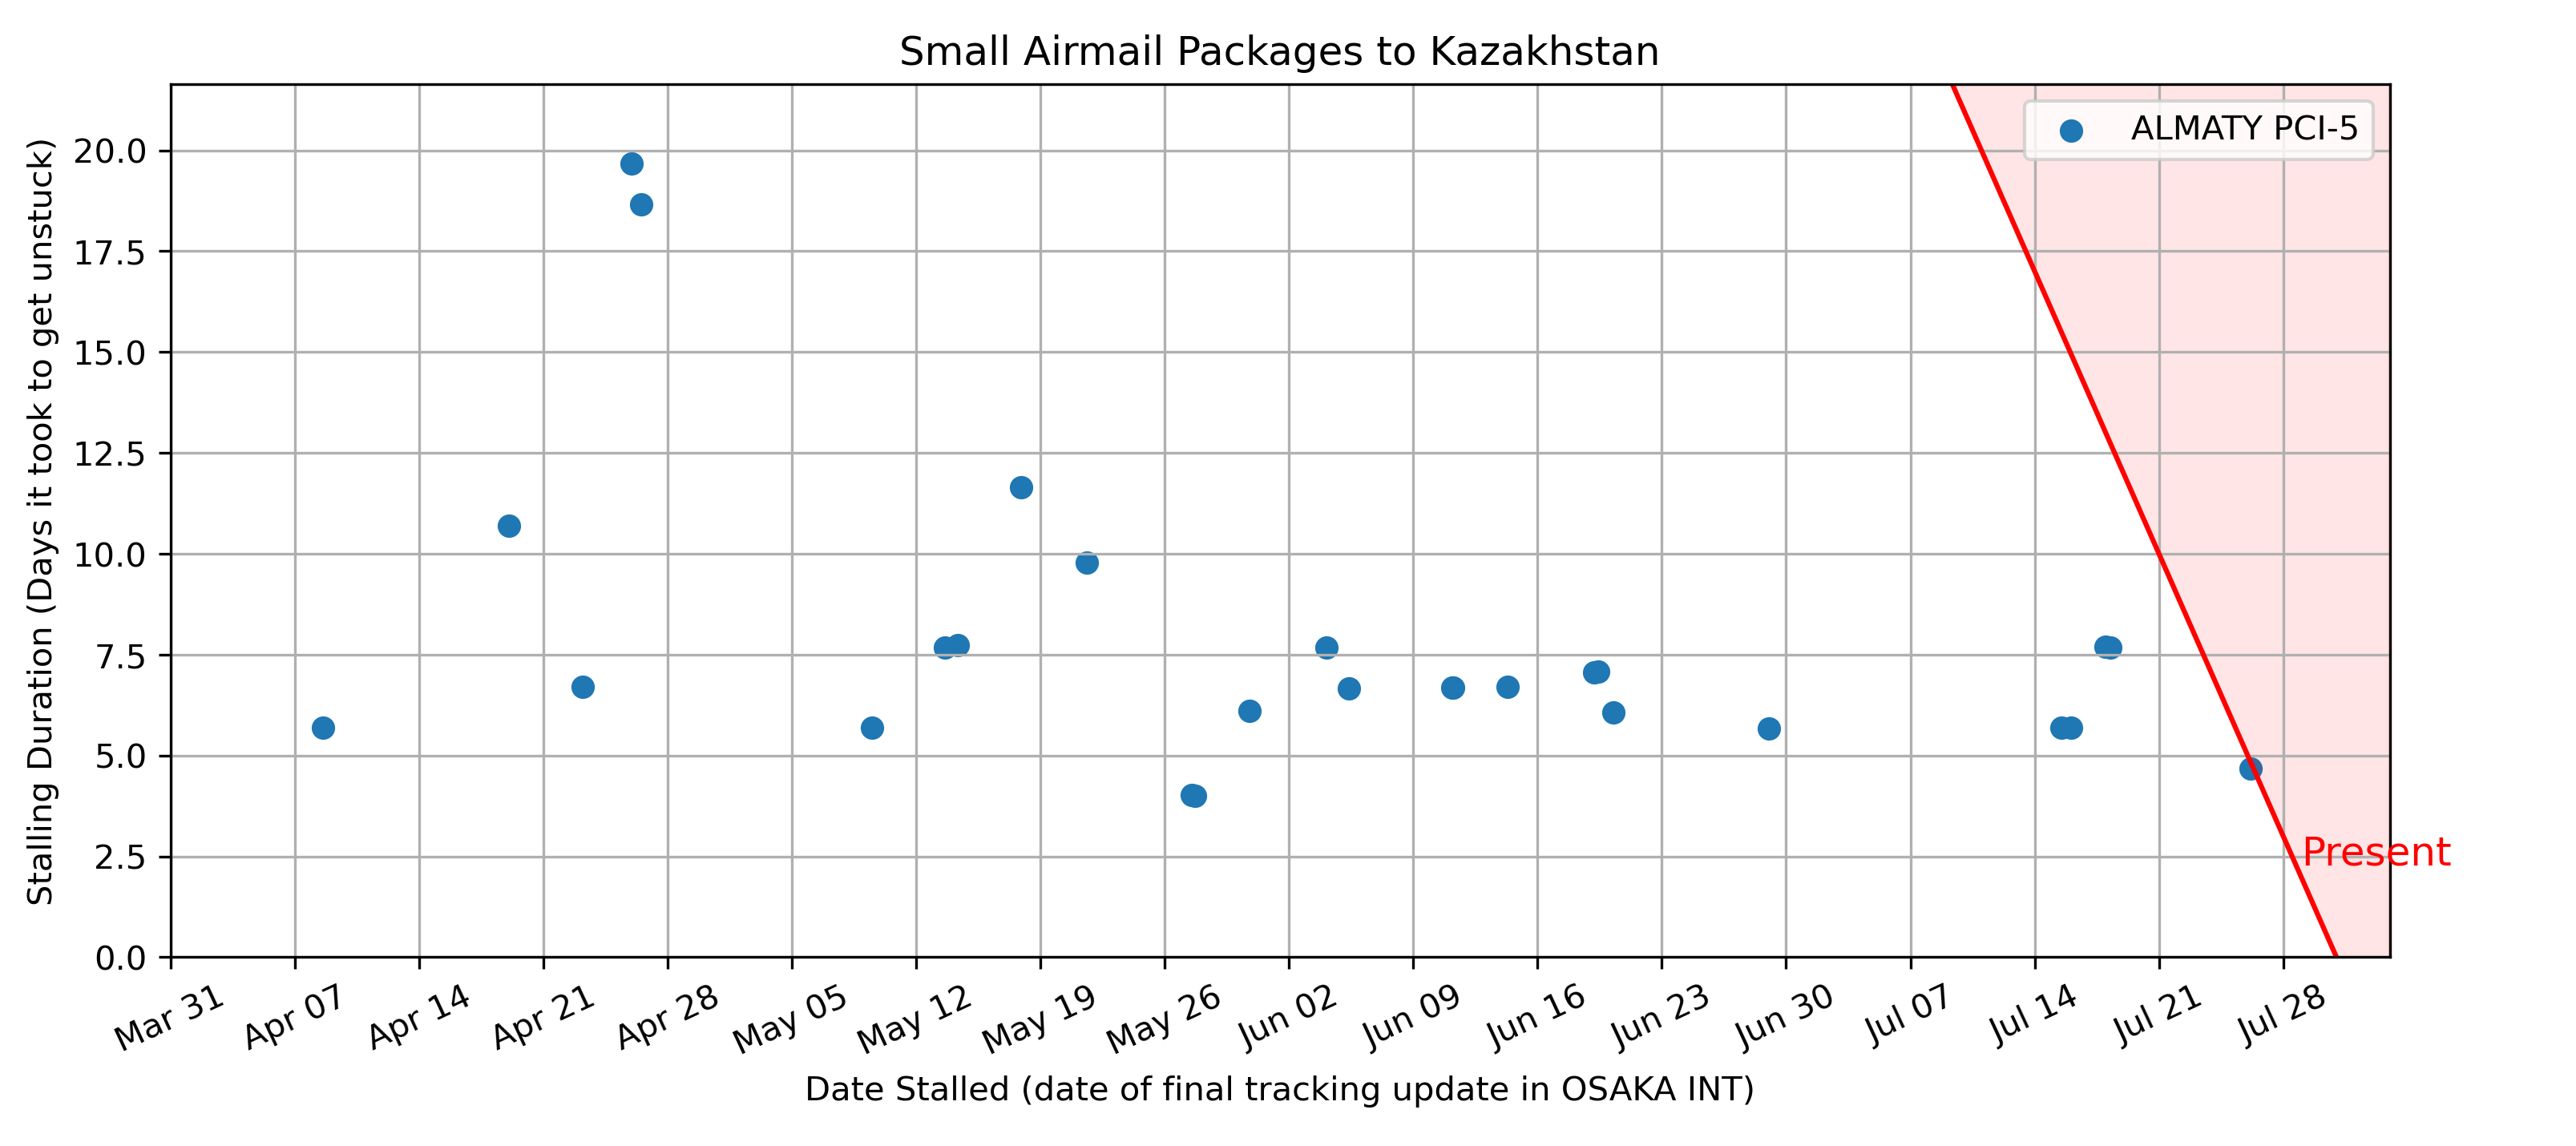 Small Airmail Packages to Kazakhstan
ALMATY PCI-5
Stalling Duration (Days it took to get unstuck)
20.0
17.5
15.0
12.5
10.0
7.5
5.0
2.5
0.0
Present
Mar 31
Apr 07
Apr 14
Apr 21
Apr 28
May 05
May 12
May 19
May 26
Jun 02
Jun 09
Jun 16
Jun 23
Jun 30
Jul 07
Jul 14
Jul 21
Jul 28
Date Stalled (date of final tracking update in OSAKA INT)